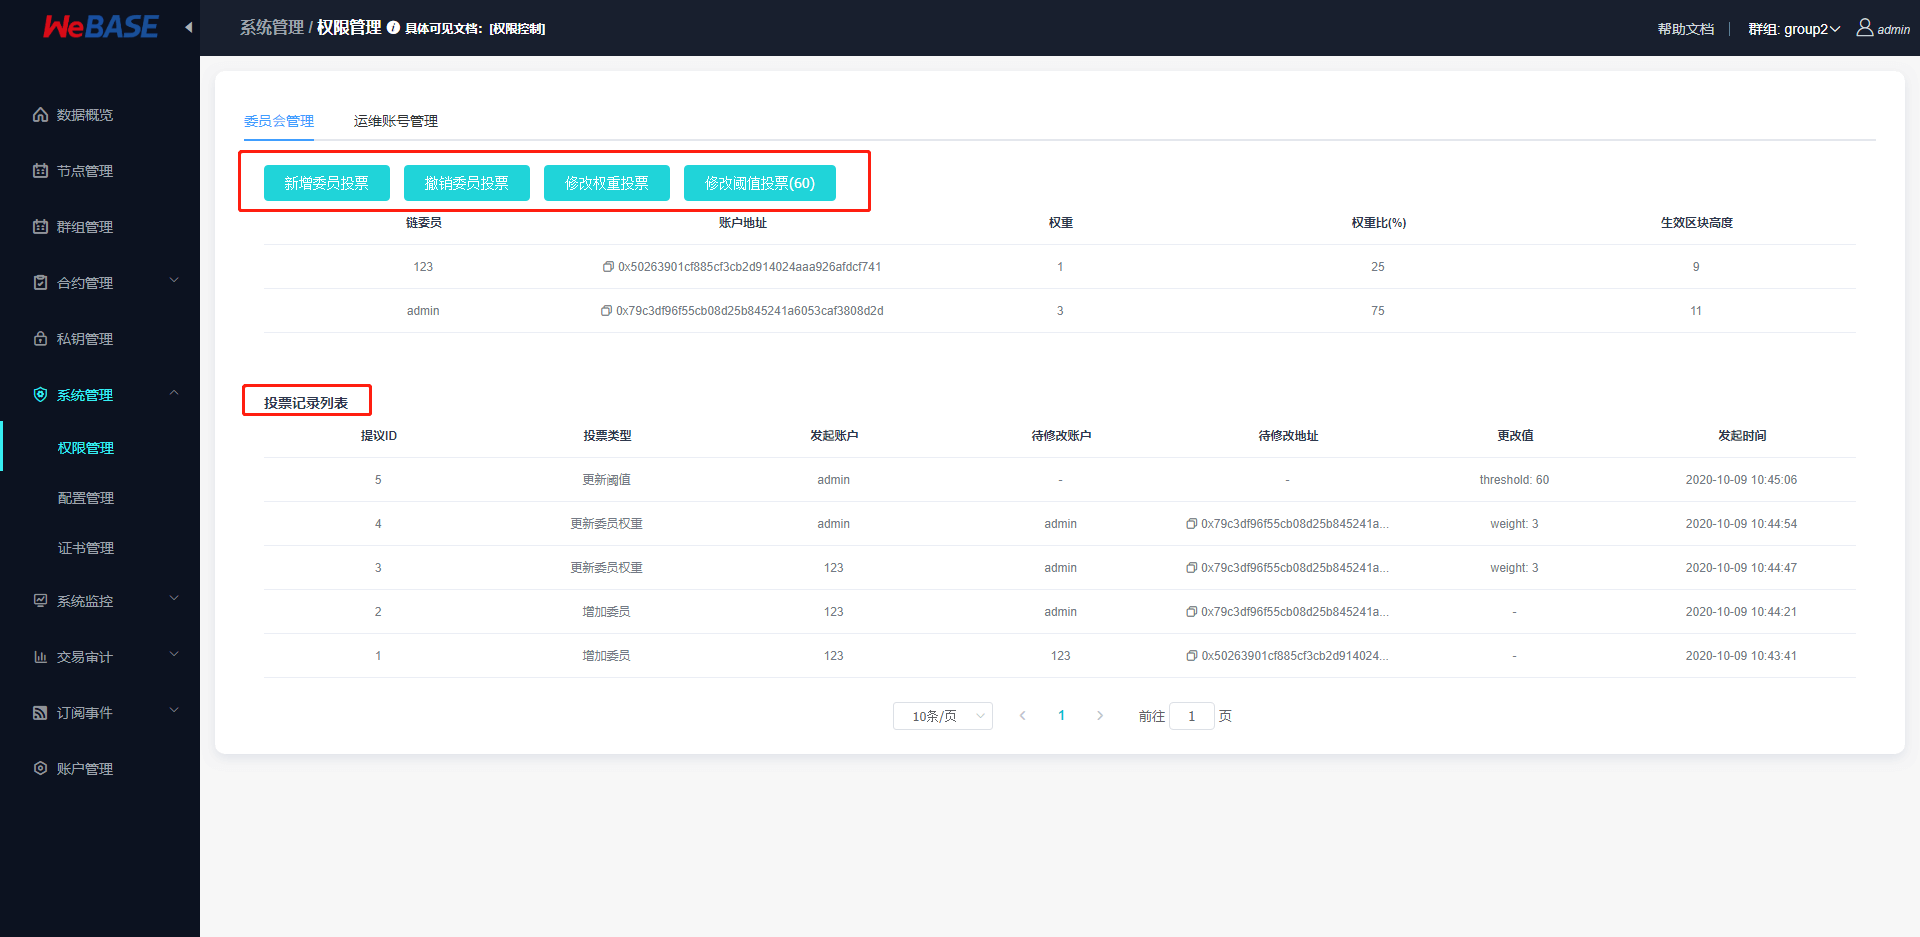 WeBASE
系统管理 / 权限管理 具体可见文档：[权限控制]
帮助文档 群组: group2 admin
数据概览
节点管理
群组管理
合约管理
私钥管理
系统管理
权限管理
配置管理
证书管理
系统监控
交易审计
订阅事件
账户管理
委员会管理 运维账号管理
新增委员投票 撤销委员投票 修改权重投票 修改阈值投票(60)
链委员 账户地址 权重 权重比(%) 生效区块高度
123 0x50263901cf885cf3cb2d914024aaa926afdcf741 1 25 9
admin 0x79c3df96f55cb08d25b845241a6053caf3808d2d 3 75 11
投票记录列表
提议ID 投票类型 发起账户 待修改账户 待修改地址 更改值 发起时间
5 更新阈值 admin - - threshold: 60 2020-10-09 10:45:06
4 更新委员权重 admin admin 0x79c3df96f55cb08d25b845241a... weight: 3 2020-10-09 10:44:54
3 更新委员权重 123 admin 0x79c3df96f55cb08d25b845241a... weight: 3 2020-10-09 10:44:47
2 增加委员 123 admin 0x79c3df96f55cb08d25b845241a... - 2020-10-09 10:44:21
1 增加委员 123 123 0x50263901cf885cf3cb2d914024... - 2020-10-09 10:43:41
10条/页 1 前往 1 页